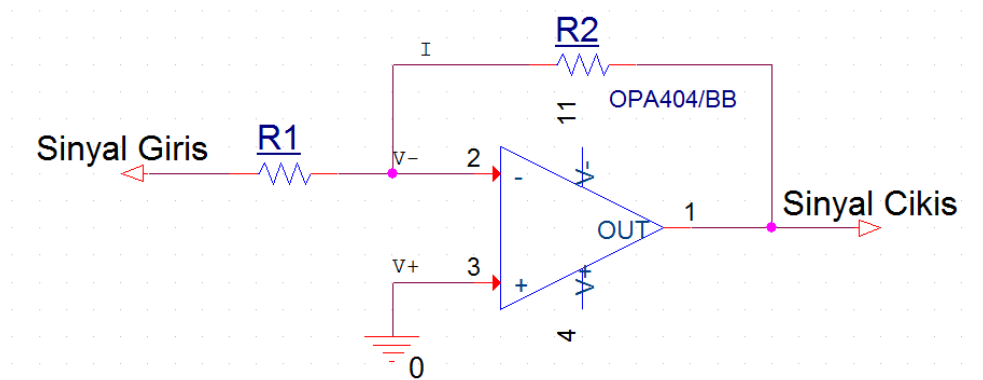 R2
I
OPA404/BB
11
Sinyal Giris
R1
V-
2
-
V-
Sinyal Cikis
1
OUT
V+
3
+
V+
4
0